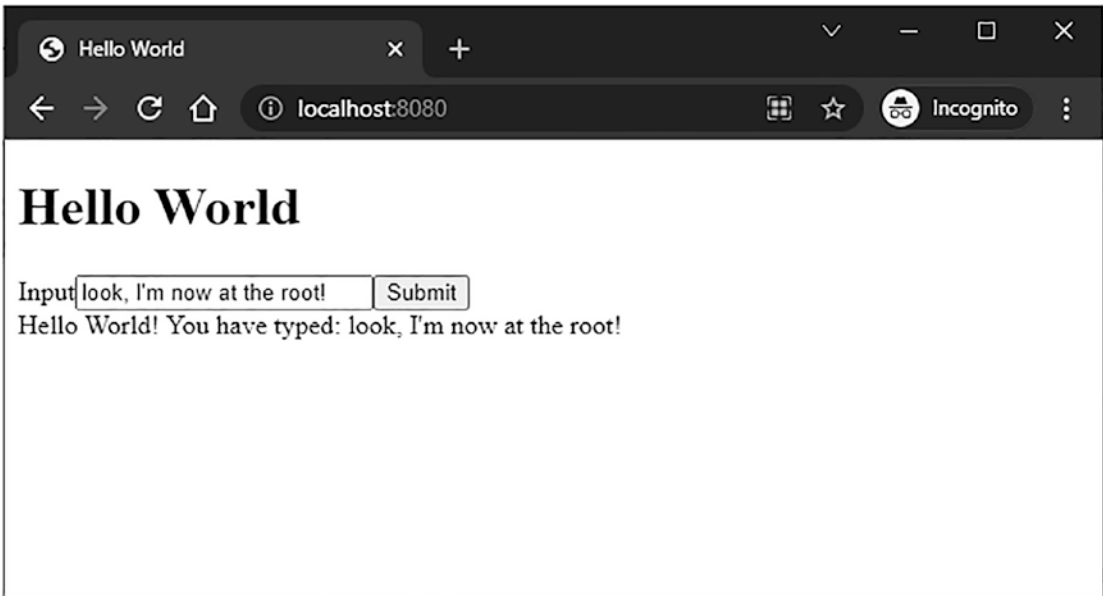 Hello World
localhost:8080
Incognito
Hello World
Input look, I'm now at the root! Submit
Hello World! You have typed: look, I'm now at the root!